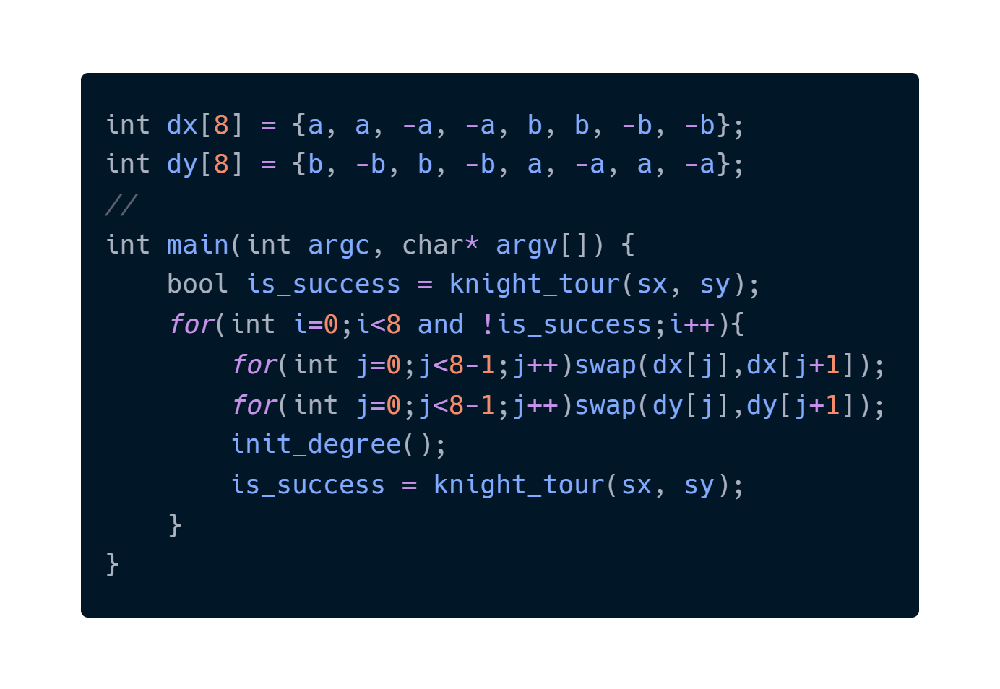 int dx[8] = {a, a, -a, -a, b, b, -b, -b};
int dy[8] = {b, -b, b, -b, a, -a, a, -a};
//
int main(int argc, char* argv[]) {
    bool is_success = knight_tour(sx, sy);
    for(int i=0;i<8 and !is_success;i++){
        for(int j=0;j<8-1;j++)swap(dx[j],dx[j+1]);
        for(int j=0;j<8-1;j++)swap(dy[j],dy[j+1]);
        init_degree();
        is_success = knight_tour(sx, sy);
    }
}